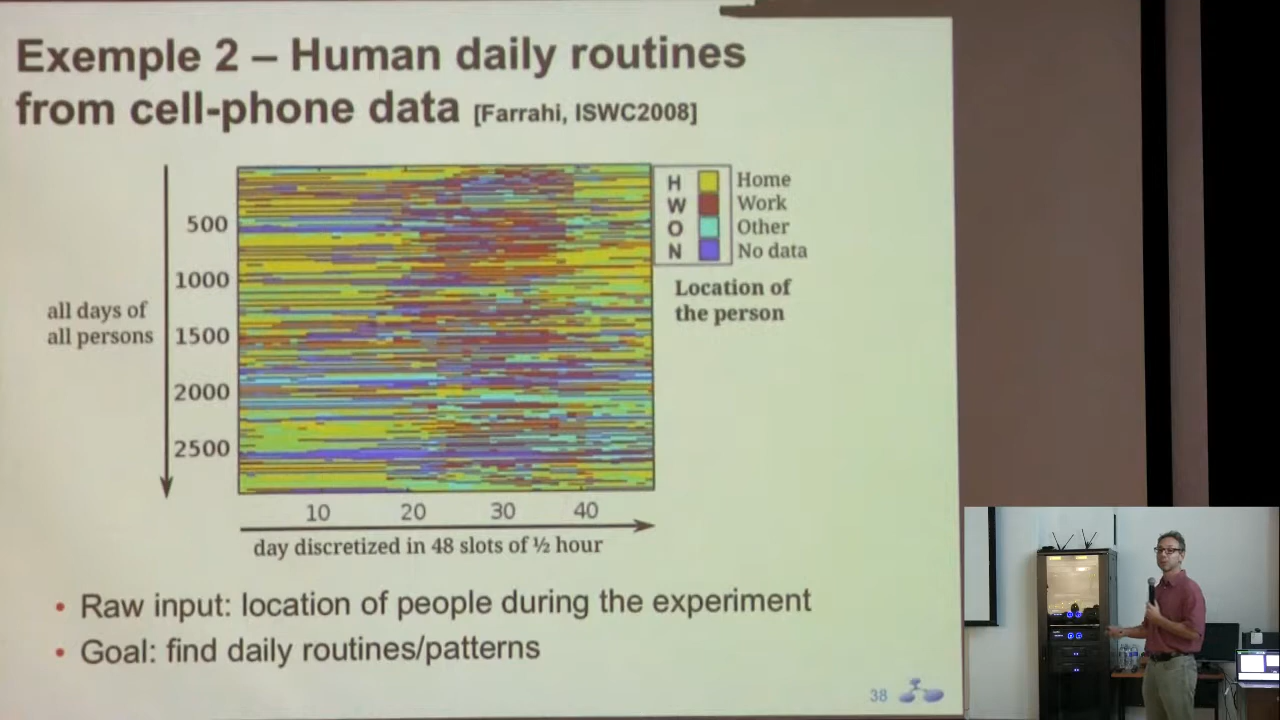 Exemple 2 – Human daily routines
from cell-phone data [Farrahi, ISWC2008]
500
1000
1500
2000
2500
all days of
all persons
10 20 30 40
day discretized in 48 slots of ½ hour
H Home
W Work
O Other
N No data
Location of
the person
• Raw input: location of people during the experiment
• Goal: find daily routines/patterns
38